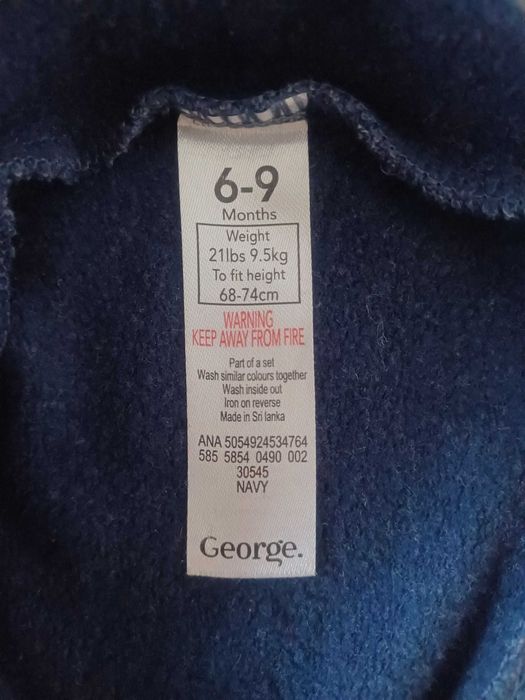 6-9
Months
Weight
21lbs 9.5kg
To fit height
68-74cm
WARNING
KEEP AWAY FROM FIRE
Part of a set
Wash similar colours together
Wash inside out
Iron on reverse
Made in Sri lanka
ANA 5054924534764
585 5854 0490 002
30545
NAVY
George.